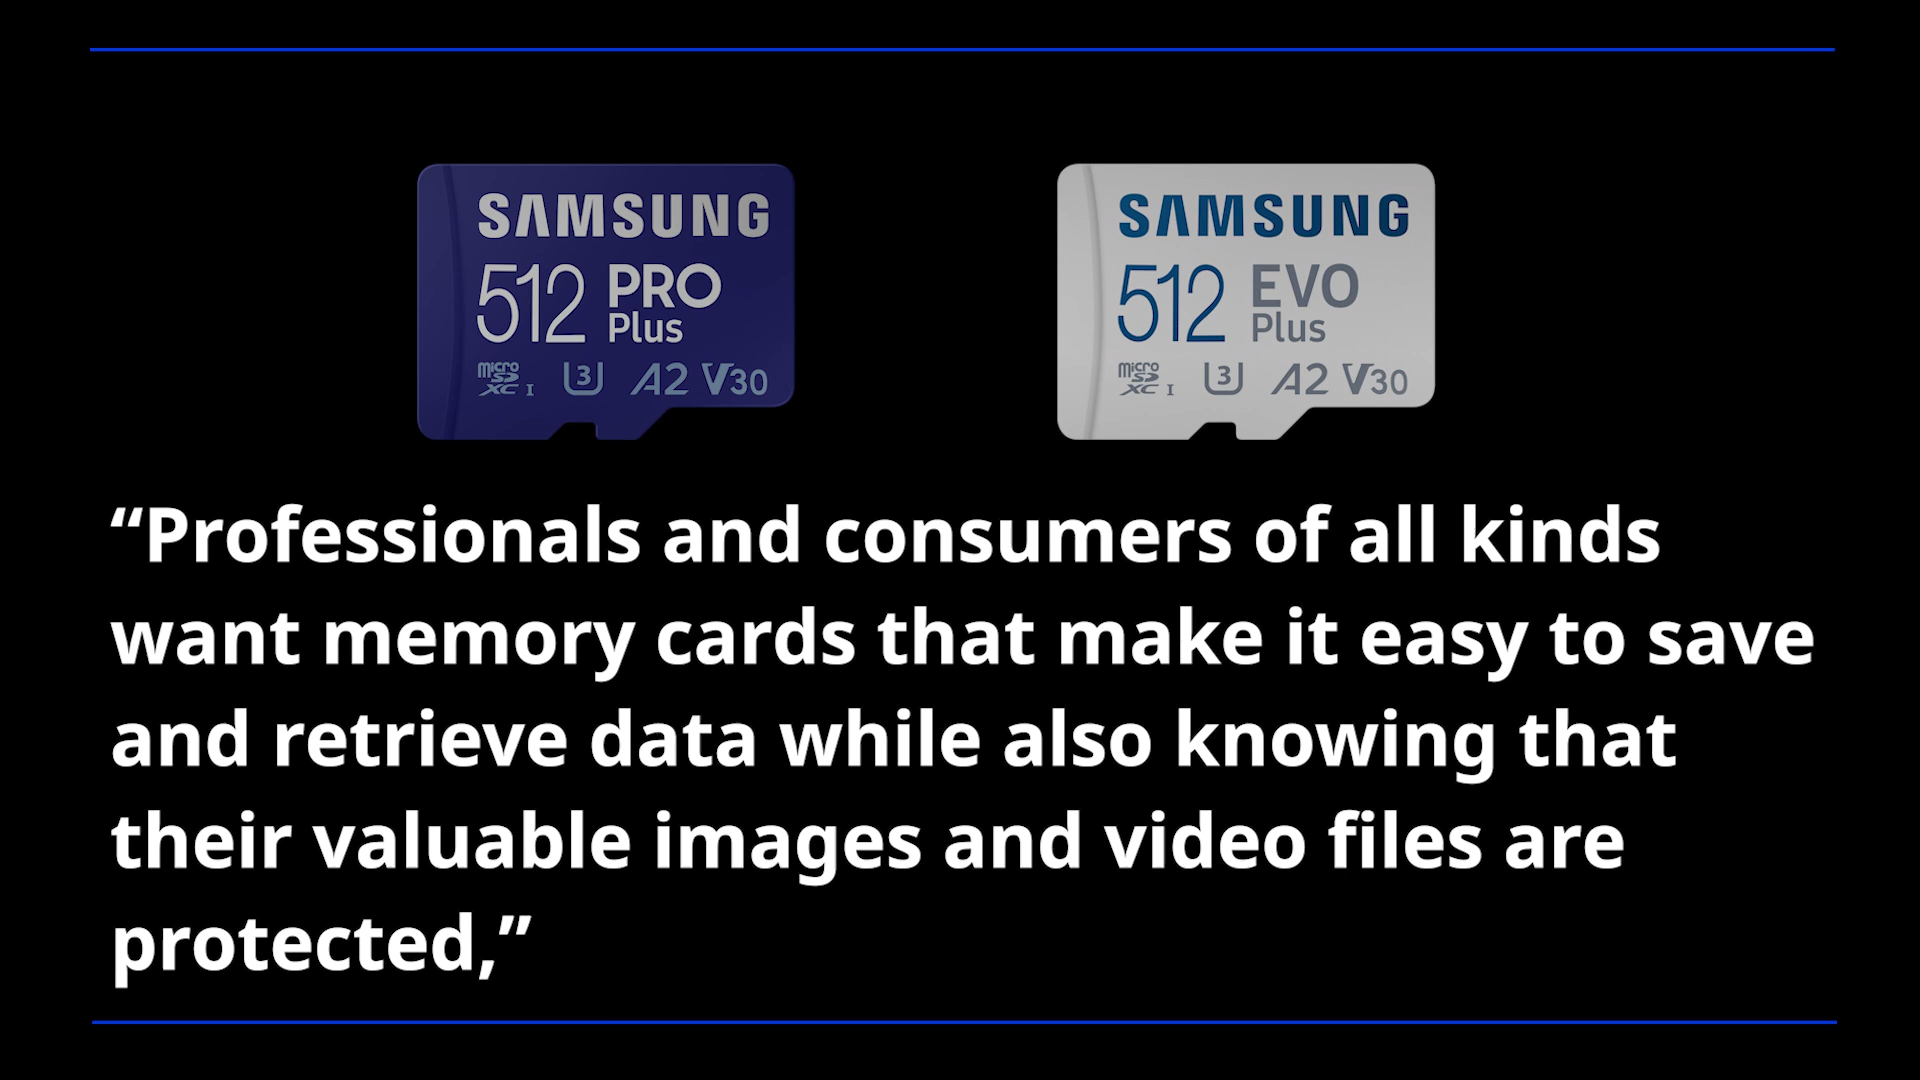 SAMSUNG
512 PRO
Plus
micro SD XC I U3 A2 V30
SAMSUNG
512 EVO
Plus
micro SD XC I U3 A2 V30
“Professionals and consumers of all kinds
want memory cards that make it easy to save
and retrieve data while also knowing that
their valuable images and video files are
protected,”